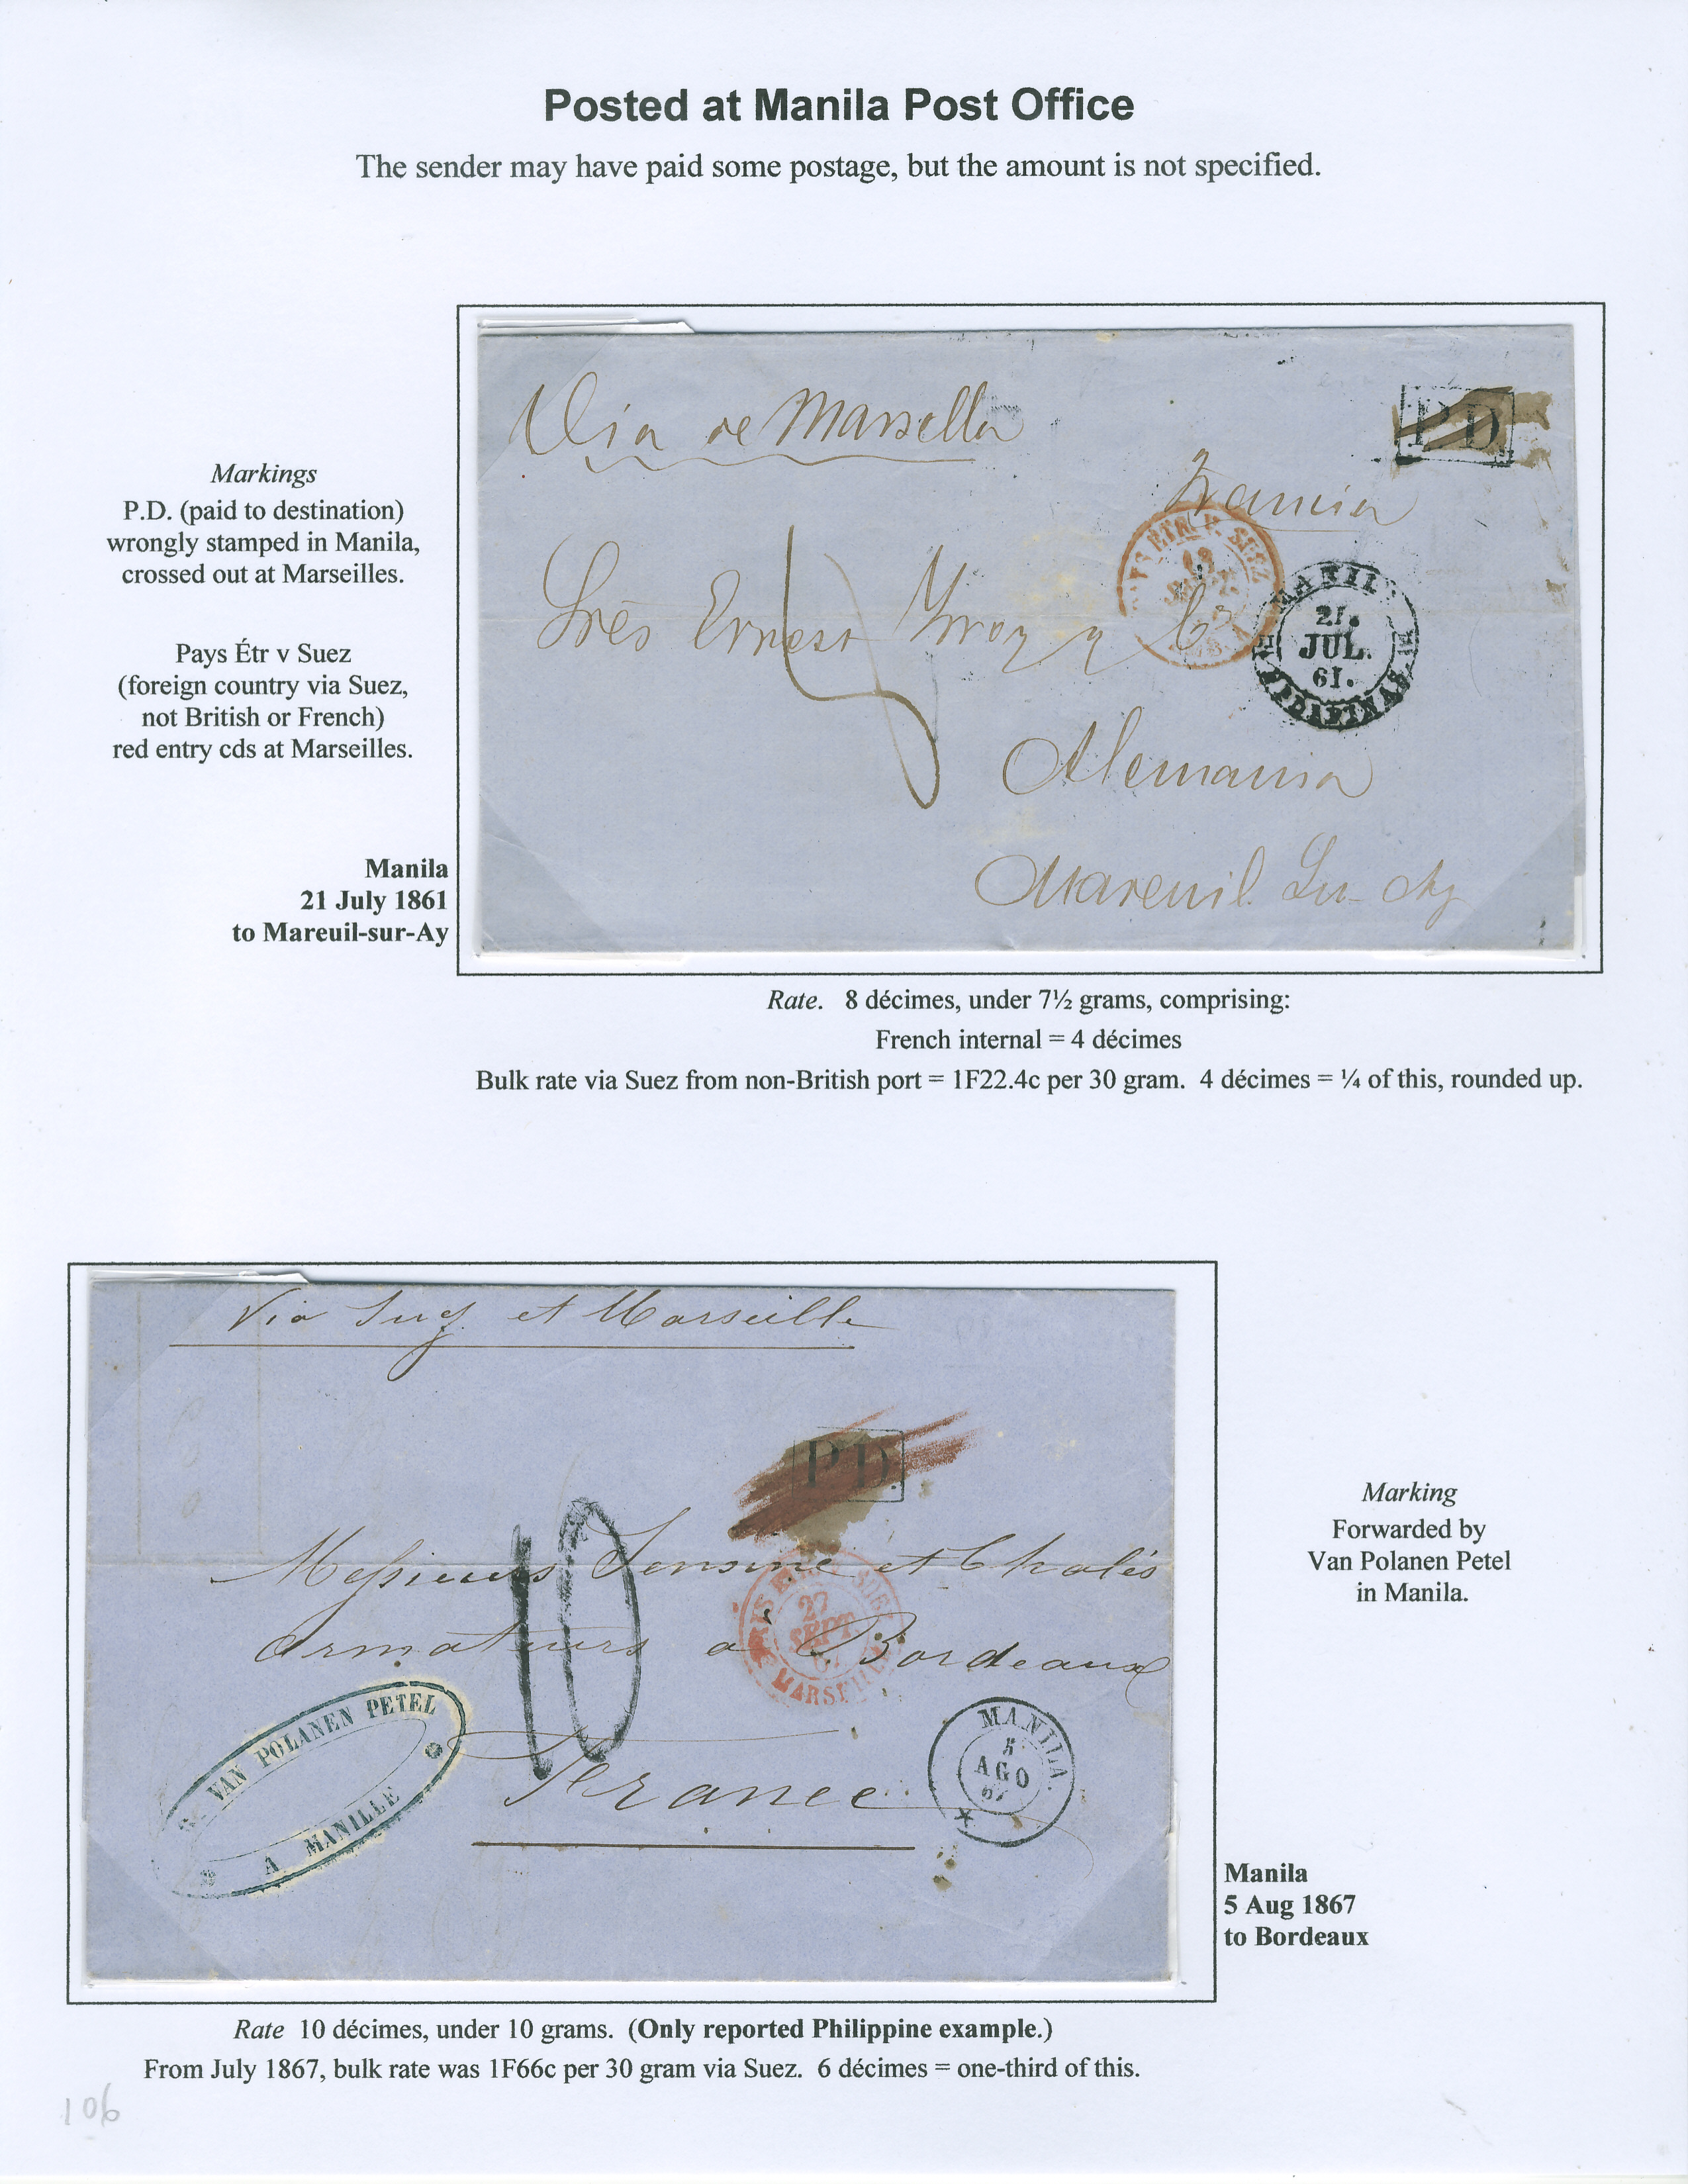 Posted at Manila Post Office
The sender may have paid some postage, but the amount is not specified.
Markings
P.D. (paid to destination)
wrongly stamped in Manila,
crossed out at Marseilles.
Pays Étr v Suez
(foreign country via Suez,
not British or French)
red entry cds at Marseilles.
Manila
21 July 1861
to Mareuil-sur-Ay
Via de Marsella
PD
Francia
Sres Ernest Irroy y Ca
21.
JUL.
61.
Alemania
Mareuil Sur Ay
Rate. 8 décimes, under 7½ grams, comprising:
French internal = 4 décimes
Bulk rate via Suez from non-British port = 1F22.4c per 30 gram. 4 décimes = ¼ of this, rounded up.
Via Suez et Marseille
P.D.
10
Messieurs et Chalès
armateurs à Bordeaux
France
27
SEPT.
MARSEILLE
VAN POLANEN PETEL
A MANILLE
MANILA.
5
AGO
67
Marking
Forwarded by
Van Polanen Petel
in Manila.
Manila
5 Aug 1867
to Bordeaux
Rate 10 décimes, under 10 grams. (Only reported Philippine example.)
From July 1867, bulk rate was 1F66c per 30 gram via Suez. 6 décimes = one-third of this.
106